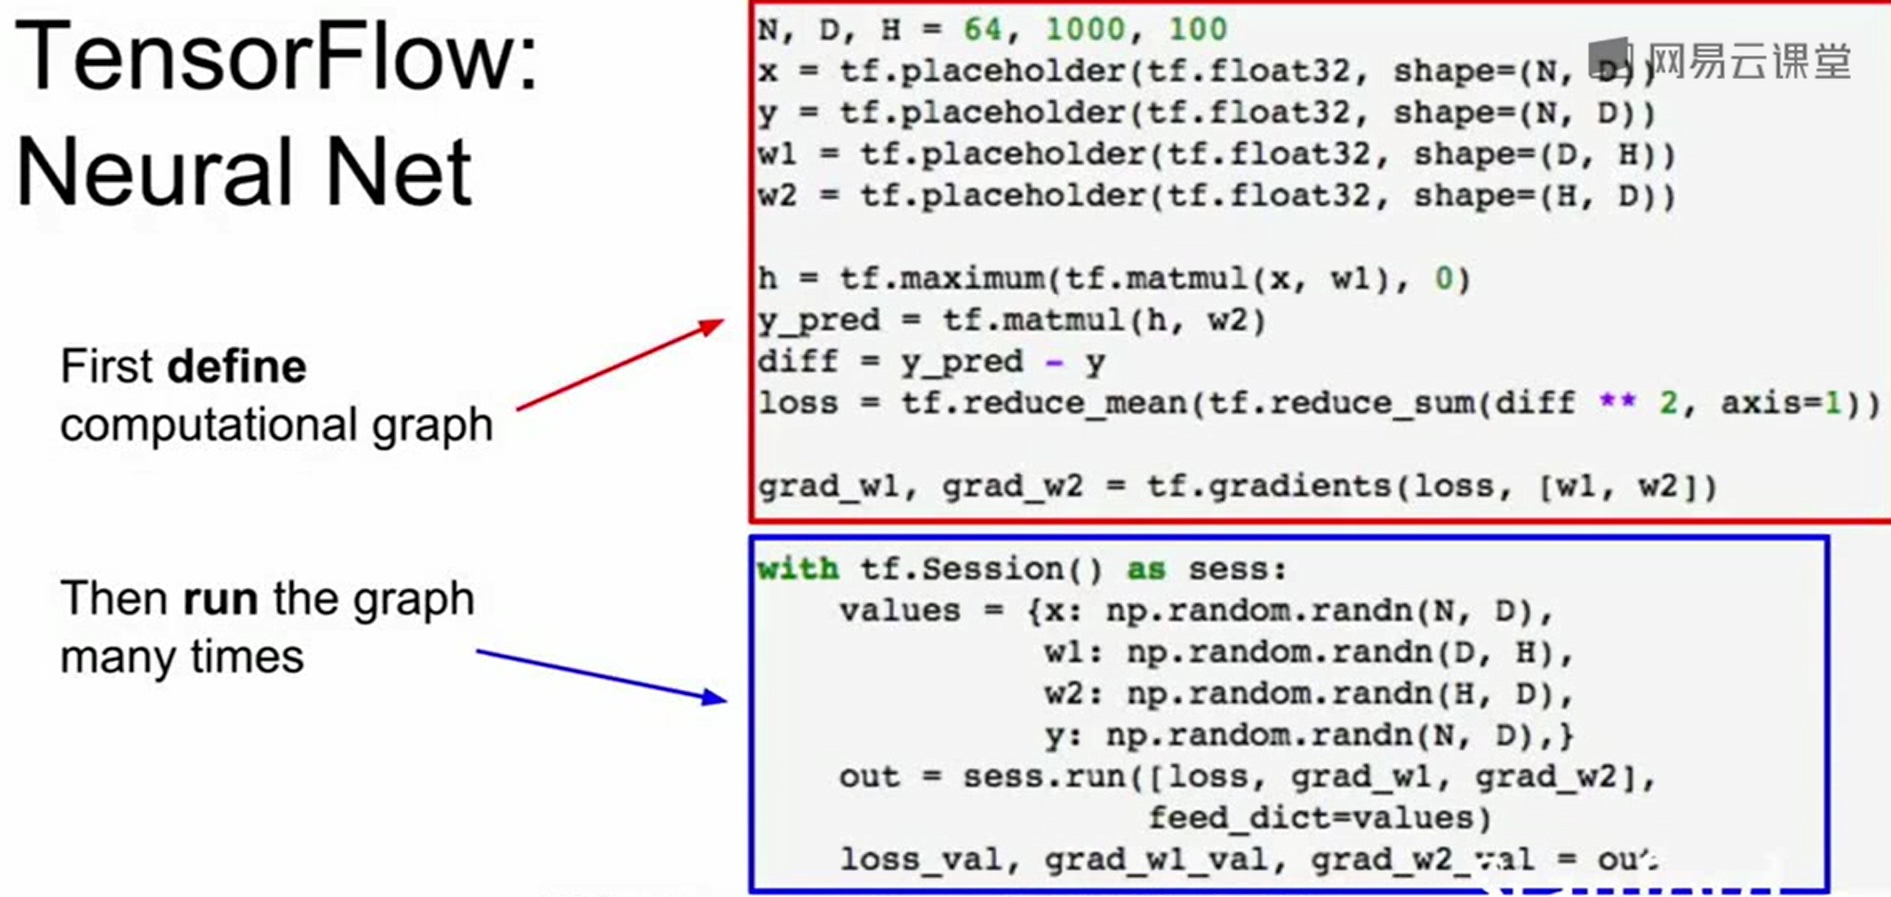 TensorFlow:
Neural Net
First define
computational graph
Then run the graph
many times
N, D, H = 64, 1000, 100
x = tf.placeholder(tf.float32, shape=(N, D))
y = tf.placeholder(tf.float32, shape=(N, D))
w1 = tf.placeholder(tf.float32, shape=(D, H))
w2 = tf.placeholder(tf.float32, shape=(H, D))
h = tf.maximum(tf.matmul(x, w1), 0)
y_pred = tf.matmul(h, w2)
diff = y_pred - y
loss = tf.reduce_mean(tf.reduce_sum(diff ** 2, axis=1))
grad_w1, grad_w2 = tf.gradients(loss, [w1, w2])
with tf.Session() as sess:
values = {x: np.random.randn(N, D),
w1: np.random.randn(D, H),
w2: np.random.randn(H, D),
y: np.random.randn(N, D),}
out = sess.run([loss, grad_w1, grad_w2],
feed_dict=values)
loss_val, grad_w1_val, grad_w2_val = out
网易云课堂